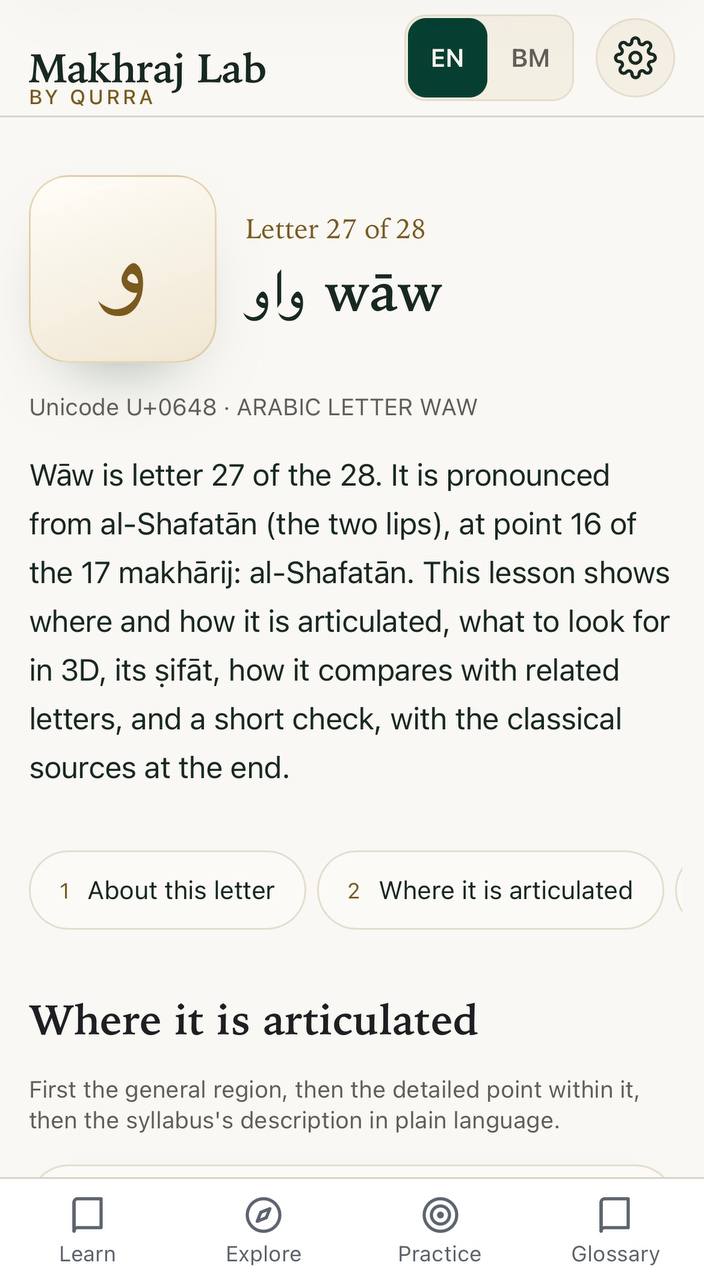 Makhraj Lab
BY QURRA
EN
BM
و
Letter 27 of 28
واو wāw
Unicode U+0648 · ARABIC LETTER WAW
Wāw is letter 27 of the 28. It is pronounced
from al-Shafatān (the two lips), at point 16 of
the 17 makhārij: al-Shafatān. This lesson shows
where and how it is articulated, what to look for
in 3D, its ṣifāt, how it compares with related
letters, and a short check, with the classical
sources at the end.
1 About this letter
2 Where it is articulated
Where it is articulated
First the general region, then the detailed point within it,
then the syllabus's description in plain language.
Learn
Explore
Practice
Glossary